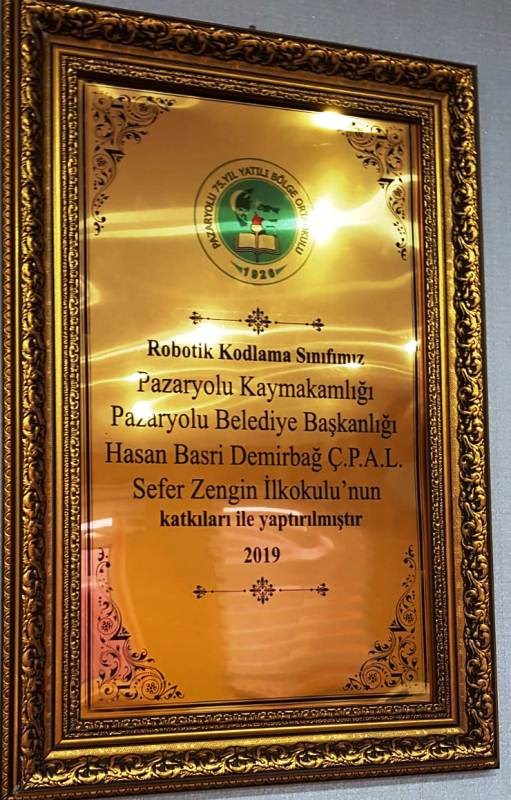 PAZARYOLU 75.YIL YATILI BÖLGE ORTAOKULU
1926
Robotik Kodlama Sınıfımız
Pazaryolu Kaymakamlığı
Pazaryolu Belediye Başkanlığı
Hasan Basri Demirbağ Ç.P.A.L.
Sefer Zengin İlkokulu’nun
katkıları ile yaptırılmıştır
2019